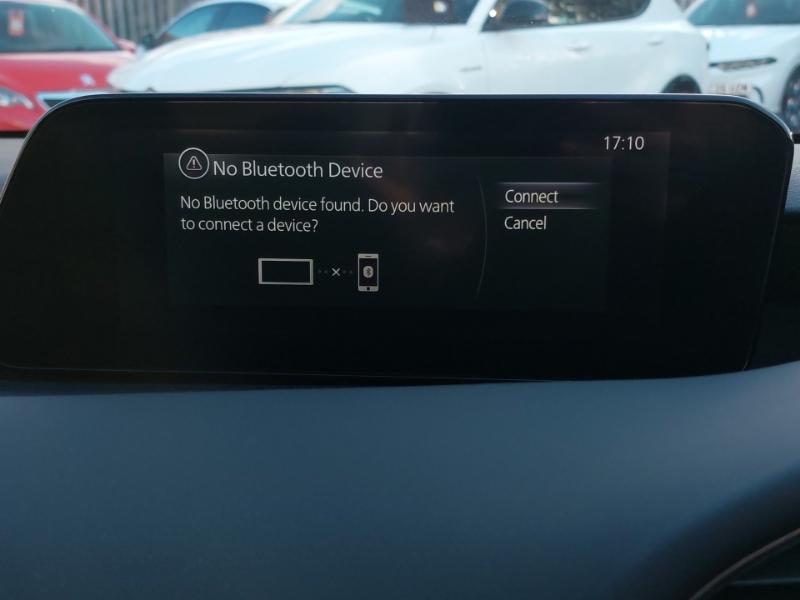 17:10
No Bluetooth Device
No Bluetooth device found. Do you want
to connect a device?
Connect
Cancel